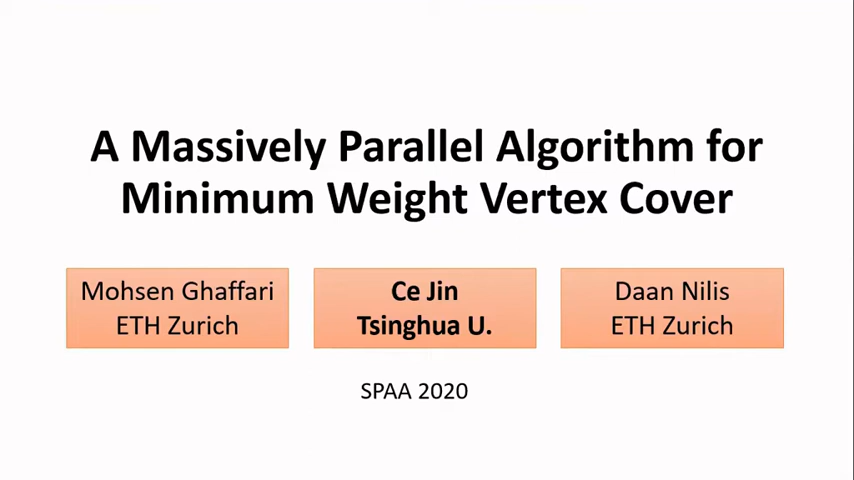 A Massively Parallel Algorithm for
Minimum Weight Vertex Cover
Mohsen Ghaffari
ETH Zurich
Ce Jin
Tsinghua U.
Daan Nilis
ETH Zurich
SPAA 2020